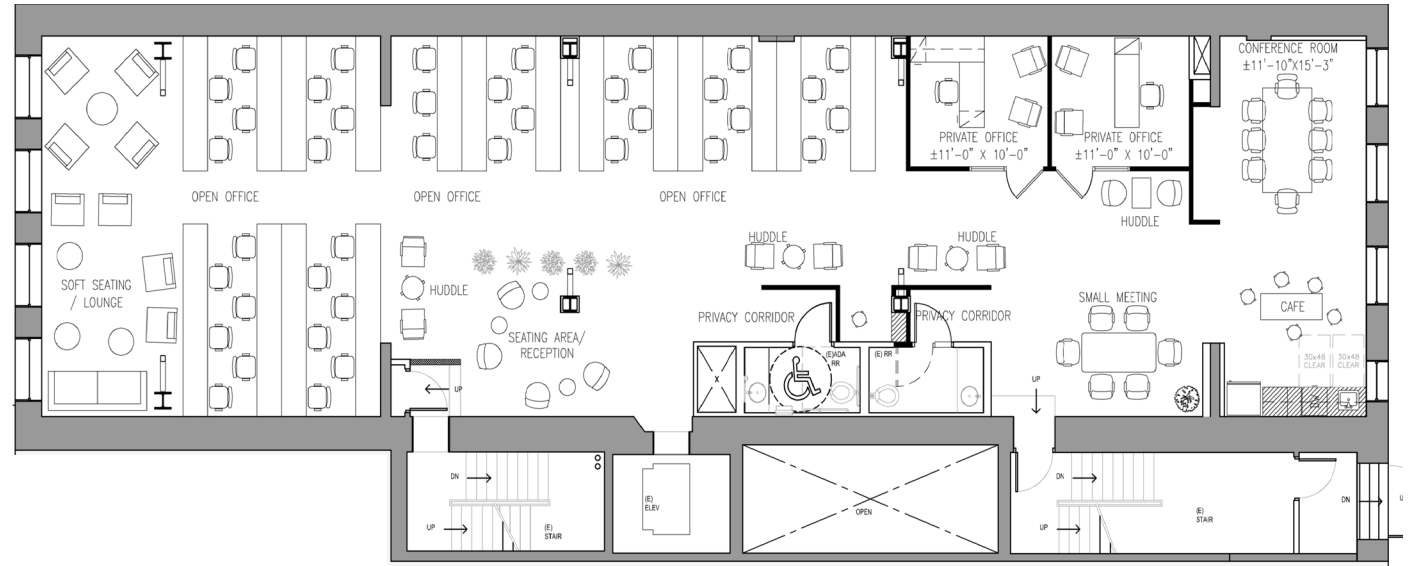 CONFERENCE ROOM
±11'-10"X15'-3"
PRIVATE OFFICE
±11'-0" X 10'-0"
PRIVATE OFFICE
±11'-0" X 10'-0"
OPEN OFFICE
OPEN OFFICE
OPEN OFFICE
HUDDLE
HUDDLE
HUDDLE
SOFT SEATING
/ LOUNGE
HUDDLE
SMALL MEETING
CAFE
PRIVACY CORRIDOR
PRIVACY CORRIDOR
SEATING AREA/
RECEPTION
(E)ADA
RR
(E) RR
30x48
CLEAR
30x48
CLEAR
X
UP
UP
DN
UP
(E)
STAIR
(E)
ELEV
OPEN
DN
UP
(E)
STAIR
DN